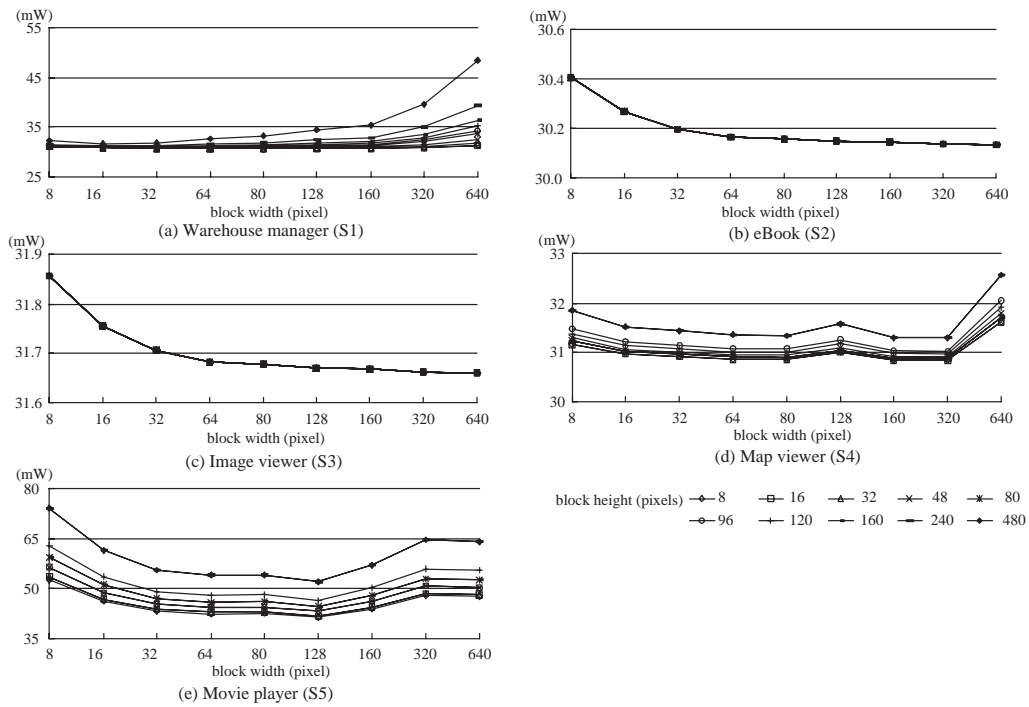 (mW)
55
45
35
25
8 16 32 64 80 128 160 320 640
block width (pixel)
(a) Warehouse manager (S1)
(mW)
30.6
30.4
30.2
30.0
8 16 32 64 80 128 160 320 640
block width (pixel)
(b) eBook (S2)
(mW)
31.9
31.8
31.7
31.6
8 16 32 64 80 128 160 320 640
block width (pixel)
(c) Image viewer (S3)
(mW)
33
32
31
30
8 16 32 64 80 128 160 320 640
block width (pixel)
(d) Map viewer (S4)
block height (pixels) 8 16 32 48 80
96 120 160 240 480
(mW)
80
65
50
35
8 16 32 64 80 128 160 320 640
block width (pixel)
(e) Movie player (S5)